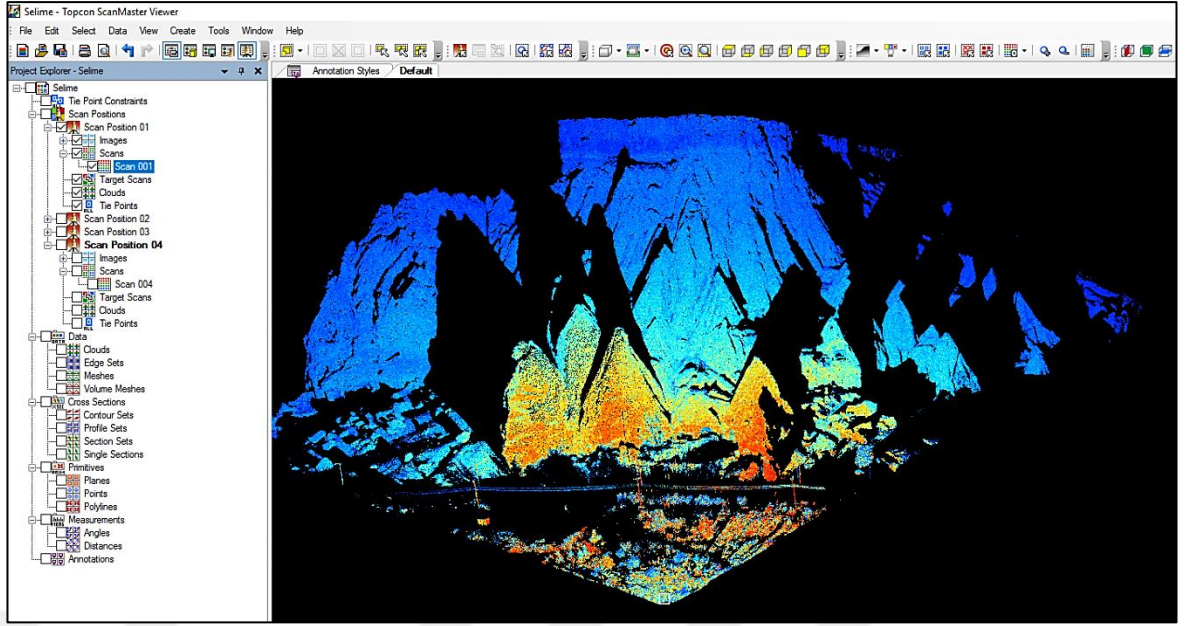 Selime - Topcon ScanMaster Viewer
File Edit Select Data View Create Tools Window Help
Project Explorer - Selime
Annotation Styles Default
Selime
Tie Point Constraints
Scan Positions
Scan Position 01
Images
Scans
Scan 001
Target Scans
Clouds
Tie Points
Scan Position 02
Scan Position 03
Scan Position 04
Images
Scans
Scan 004
Target Scans
Clouds
Tie Points
Data
Clouds
Edge Sets
Meshes
Volume Meshes
Cross Sections
Contour Sets
Profile Sets
Section Sets
Single Sections
Primitives
Planes
Points
Polylines
Measurements
Angles
Distances
Annotations